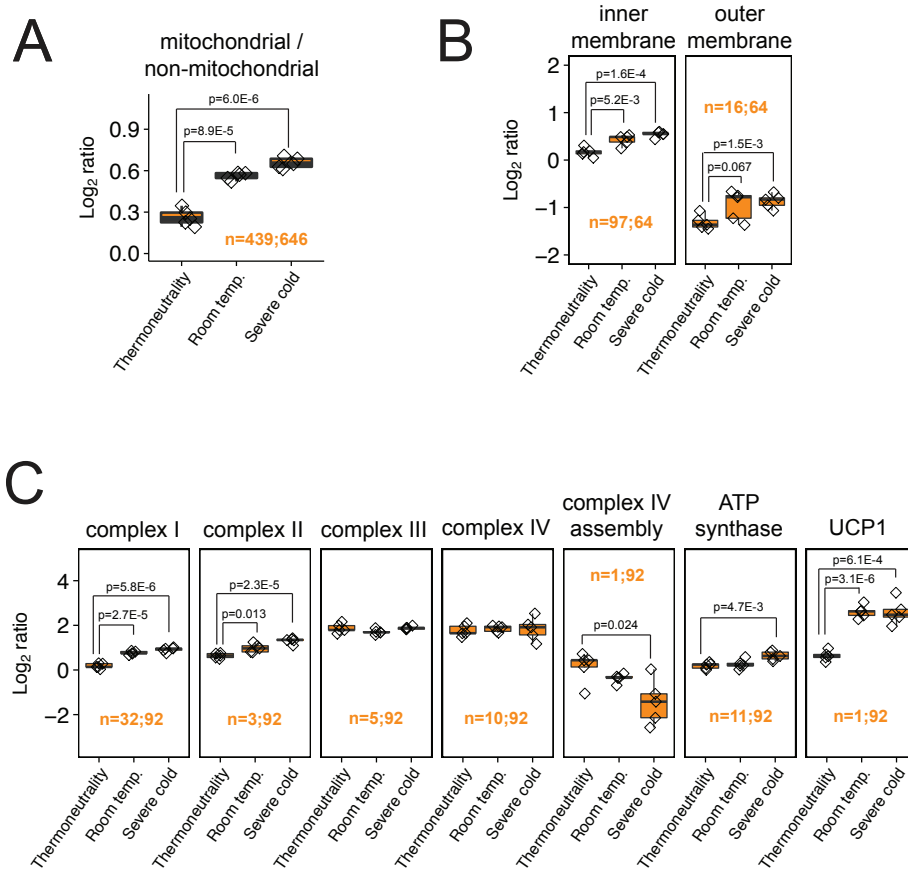 A
mitochondrial /
non-mitochondrial
p=6.0E-6
p=8.9E-5
Log2 ratio
0.9
0.6
0.3
0.0
n=439;646
Thermoneutrality
Room temp.
Severe cold
B
inner
membrane
outer
membrane
Log2 ratio
2
1
0
−1
−2
p=1.6E-4
p=5.2E-3
n=97;64
n=16;64
p=1.5E-3
p=0.067
Thermoneutrality
Room temp.
Severe cold
Thermoneutrality
Room temp.
Severe cold
C
complex I
complex II
complex III
complex IV
complex IV
assembly
ATP
synthase
UCP1
Log2 ratio
4
2
0
−2
p=5.8E-6
p=2.7E-5
n=32;92
p=2.3E-5
p=0.013
n=3;92
n=5;92
n=10;92
n=1;92
p=0.024
p=4.7E-3
n=11;92
p=6.1E-4
p=3.1E-6
n=1;92
Thermoneutrality
Room temp.
Severe cold
Thermoneutrality
Room temp.
Severe cold
Thermoneutrality
Room temp.
Severe cold
Thermoneutrality
Room temp.
Severe cold
Thermoneutrality
Room temp.
Severe cold
Thermoneutrality
Room temp.
Severe cold
Thermoneutrality
Room temp.
Severe cold